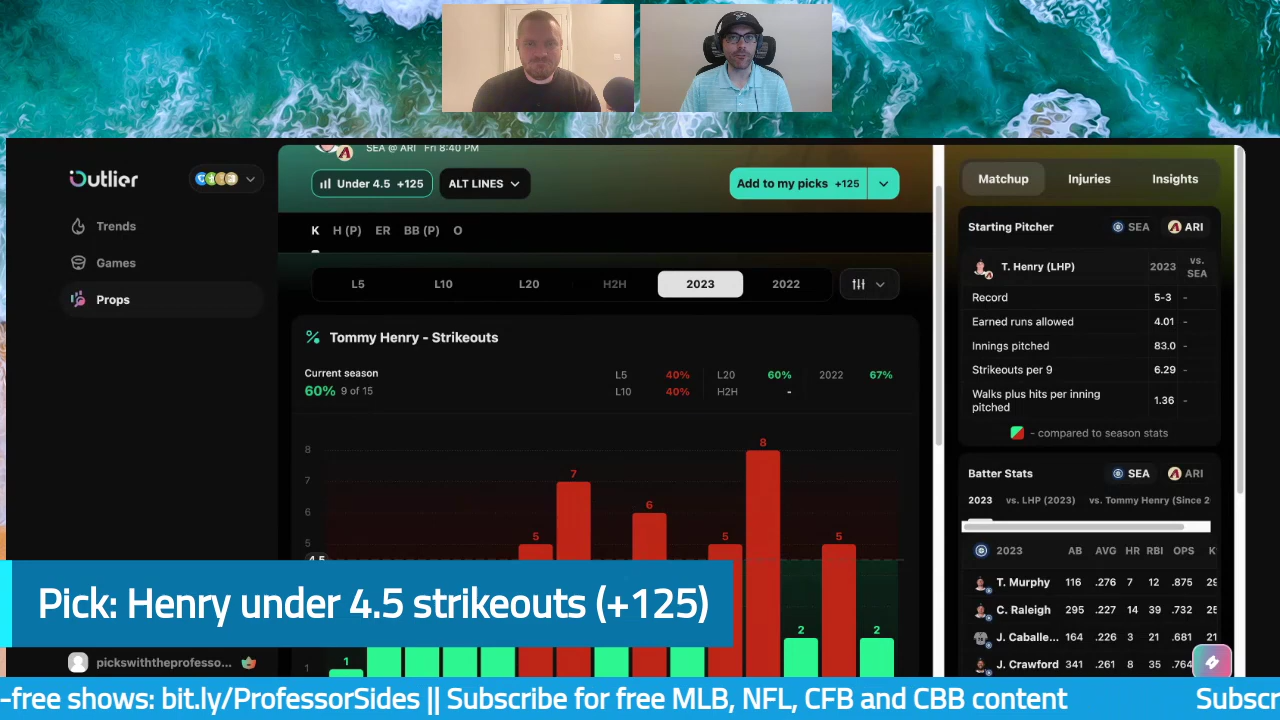 SEA @ ARI Fri 8:40 PM
Outlier
Under 4.5 +125
ALT LINES
Add to my picks +125
Trends
Games
Props
K H (P) ER BB (P) O
L5 L10 L20 H2H 2023 2022
Tommy Henry - Strikeouts
Current season
60% 9 of 15
L5 40% L20 60% 2022 67%
L10 40% H2H -
8
7
6
5
4.5
1
1
5
7
6
5
8
2
5
2
Matchup Injuries Insights
Starting Pitcher SEA ARI
T. Henry (LHP) 2023 vs. SEA
Record 5-3 -
Earned runs allowed 4.01 -
Innings pitched 83.0 -
Strikeouts per 9 6.29 -
Walks plus hits per inning
pitched 1.36 -
- compared to season stats
Batter Stats SEA ARI
2023 vs. LHP (2023) vs. Tommy Henry (Since 2
2023 AB AVG HR RBI OPS K
T. Murphy 116 .276 7 12 .875 29
C. Raleigh 295 .227 14 39 .732
J. Caballe... 164 .226 3 21 .681
J. Crawford 341 .261 8 35 .764
Pick: Henry under 4.5 strikeouts (+125)
pickswiththeprofesso...
-free shows: bit.ly/ProfessorSides || Subscribe for free MLB, NFL, CFB and CBB content Subscr